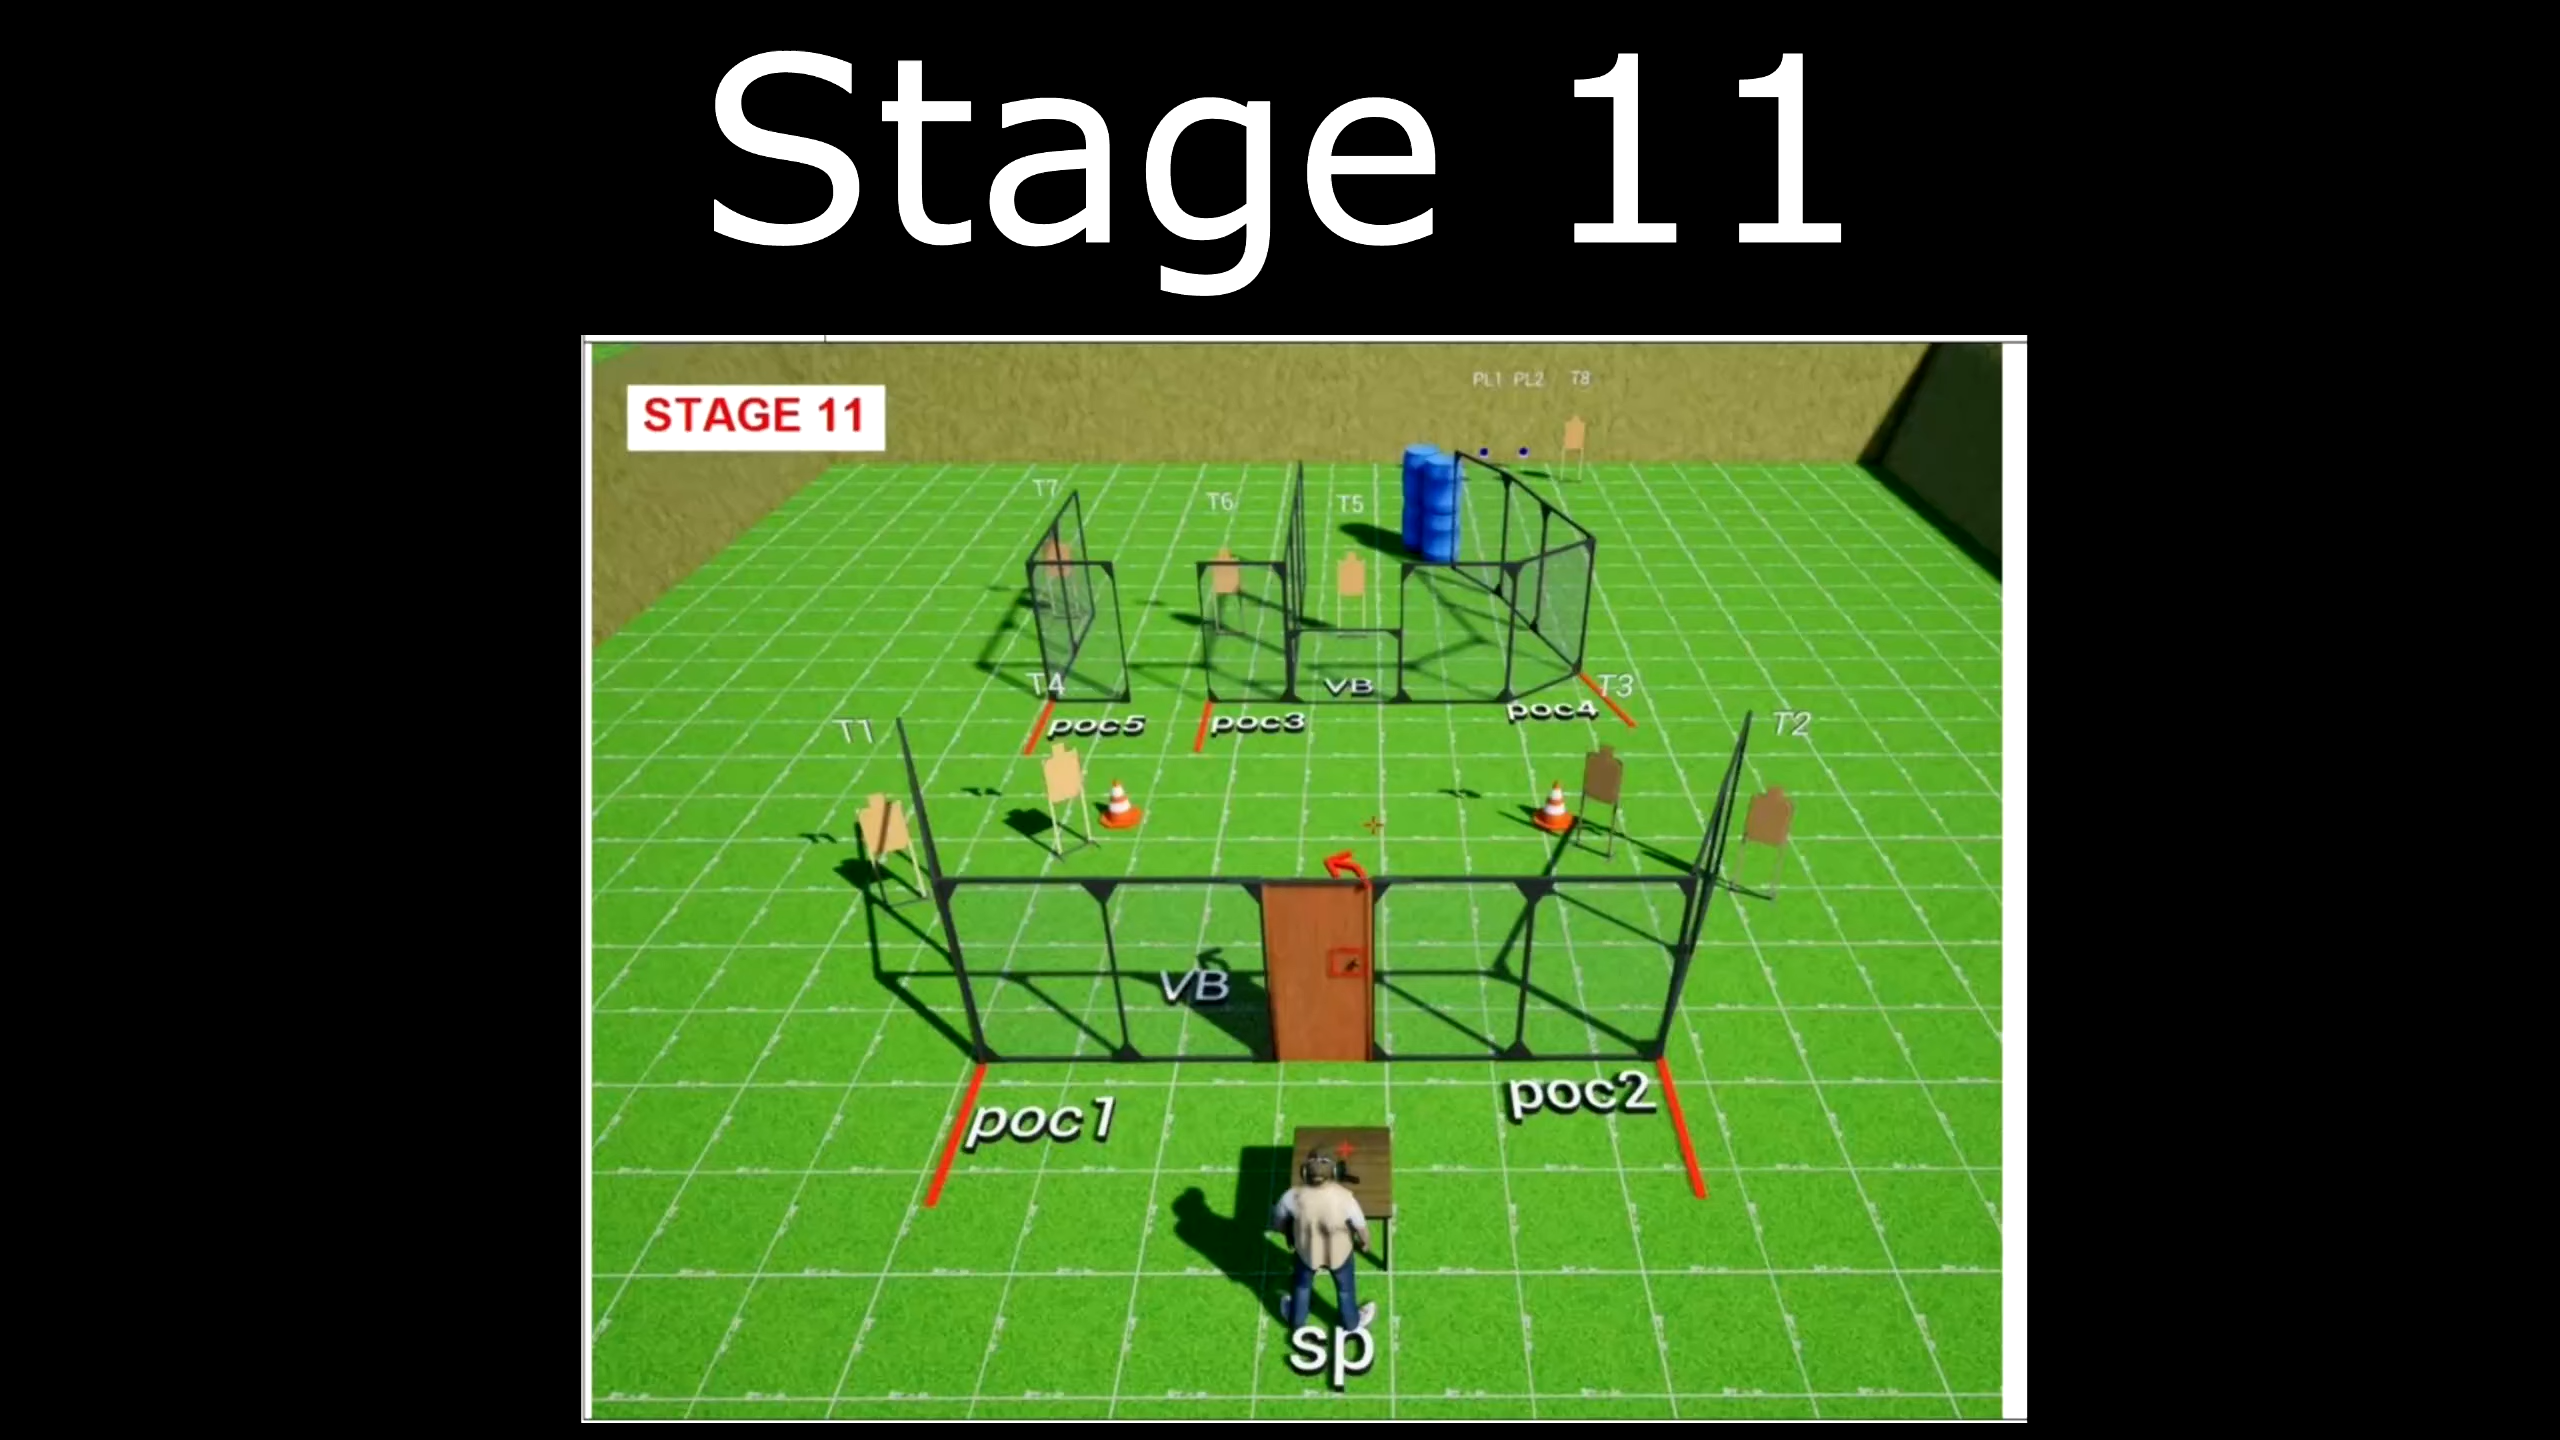 Stage 11
STAGE 11
PL1 PL2 T8
T7
T6
T5
T4
VB
T3
poc5
poc3
poc4
T1
T2
VB
poc1
poc2
sp